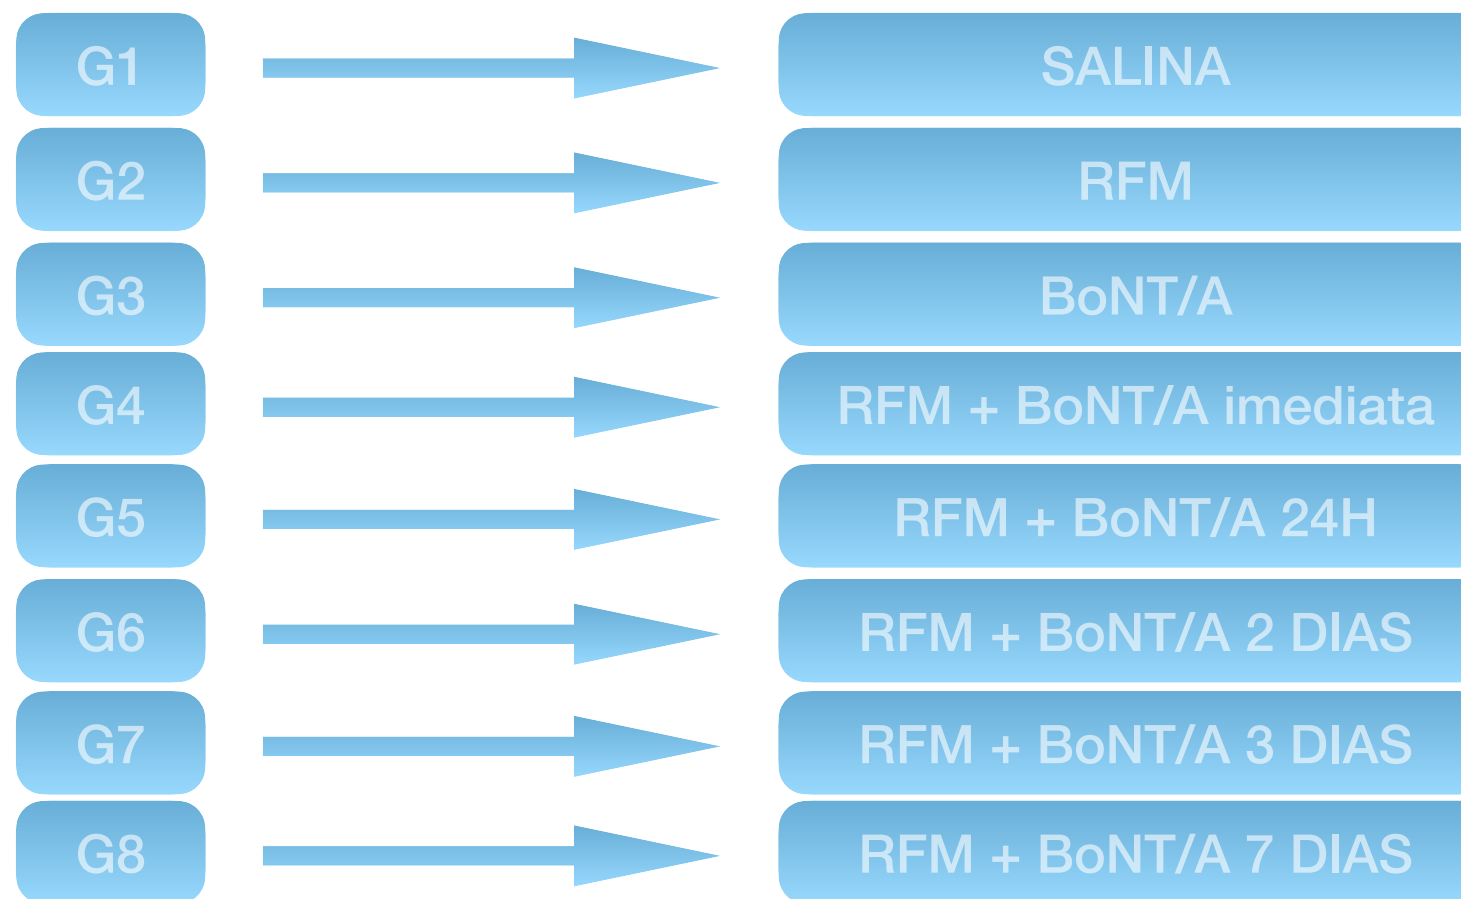 G1 SALINA
G2 RFM
G3 BoNT/A
G4 RFM + BoNT/A imediata
G5 RFM + BoNT/A 24H
G6 RFM + BoNT/A 2 DIAS
G7 RFM + BoNT/A 3 DIAS
G8 RFM + BoNT/A 7 DIAS